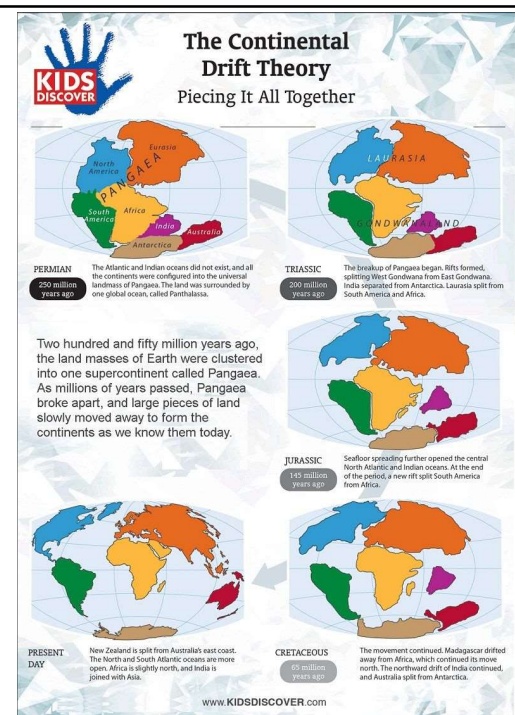 KIDS
DISCOVER
The Continental
Drift Theory
Piecing It All Together
Eurasia
North
America
PANGAEA
South
America
Africa
India
Australia
Antarctica
PERMIAN
250 million
years ago
The Atlantic and Indian oceans did not exist, and all
the continents were configured into the universal
landmass of Pangaea. The land was surrounded by
one global ocean, called Panthalassa.
LAURASIA
GONDWANALAND
TRIASSIC
200 million
years ago
The breakup of Pangaea began. Rifts formed,
splitting West Gondwana from East Gondwana.
India separated from Antarctica. Laurasia split from
South America and Africa.
Two hundred and fifty million years ago,
the land masses of Earth were clustered
into one supercontinent called Pangaea.
As millions of years passed, Pangaea
broke apart, and large pieces of land
slowly moved away to form the
continents as we know them today.
JURASSIC
145 million
years ago
Seafloor spreading further opened the central
North Atlantic and Indian oceans. At the end
of the period, a new rift split South America
from Africa.
PRESENT
DAY
New Zealand is split from Australia's east coast.
The North and South Atlantic oceans are more
open. Africa is slightly north, and India is
joined with Asia.
CRETACEOUS
65 million
years ago
The movement continued. Madagascar drifted
away from Africa, which continued its move
north. The northward drift of India continued,
and Australia split from Antarctica.
www.KIDSDISCOVER.com